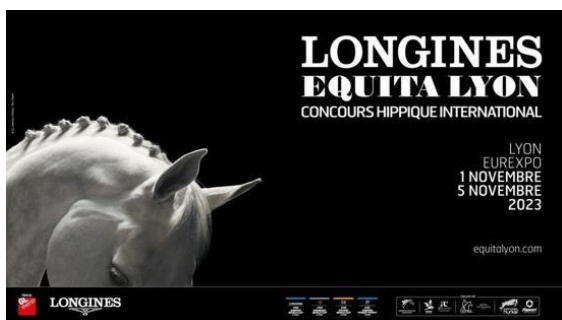 LONGINES
EQUITA LYON
CONCOURS HIPPIQUE INTERNATIONAL
LYON
EUREXPO
1 NOVEMBRE
5 NOVEMBRE
2023
equitalyon.com
LONGINES